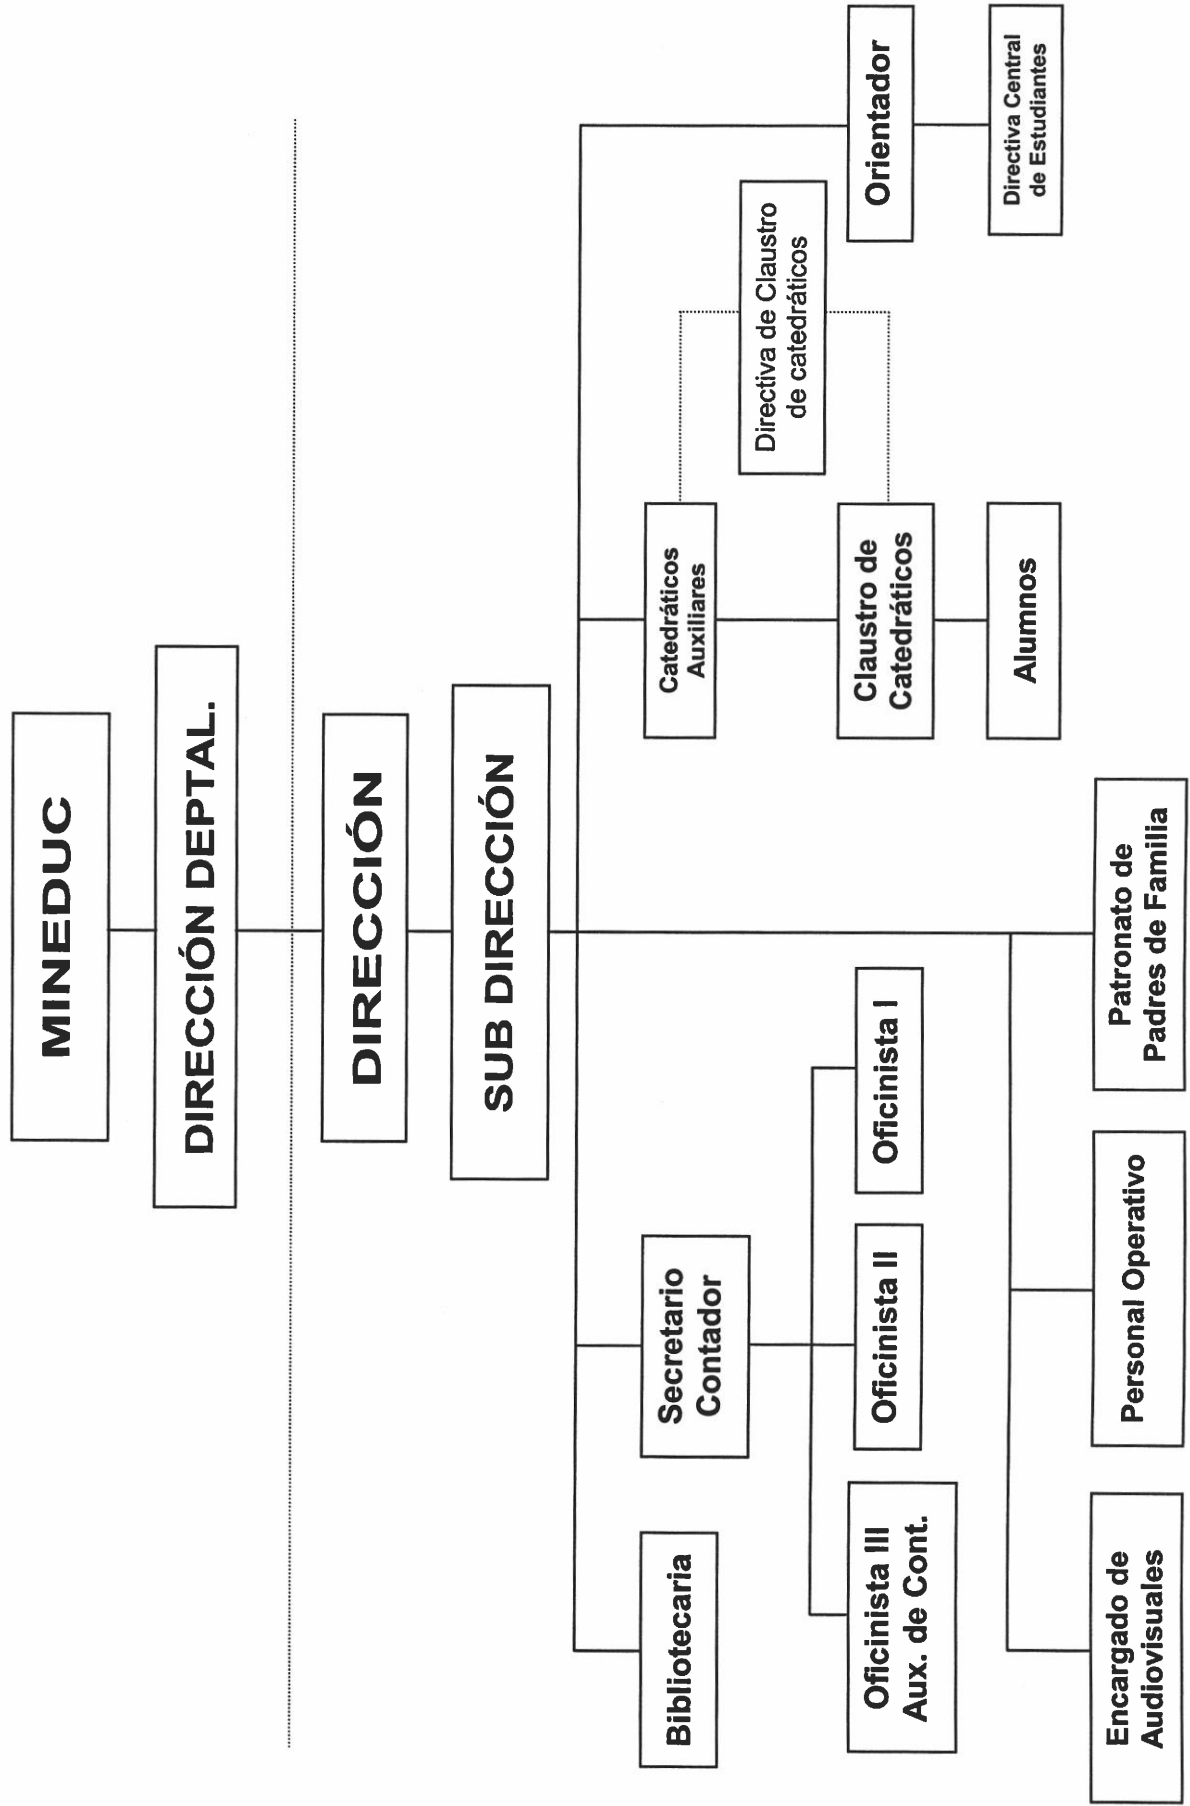 MINEDUC
DIRECCIÓN DEPTAL.
DIRECCIÓN
SUB DIRECCIÓN
Bibliotecaria
Secretario
Contador
Catedráticos
Auxiliares
Directiva de Claustro
de catedráticos
Orientador
Oficinista III
Aux. de Cont.
Oficinista II
Oficinista I
Claustro de
Catedráticos
Directiva Central
de Estudiantes
Alumnos
Encargado de
Audiovisuales
Personal Operativo
Patronato de
Padres de Familia